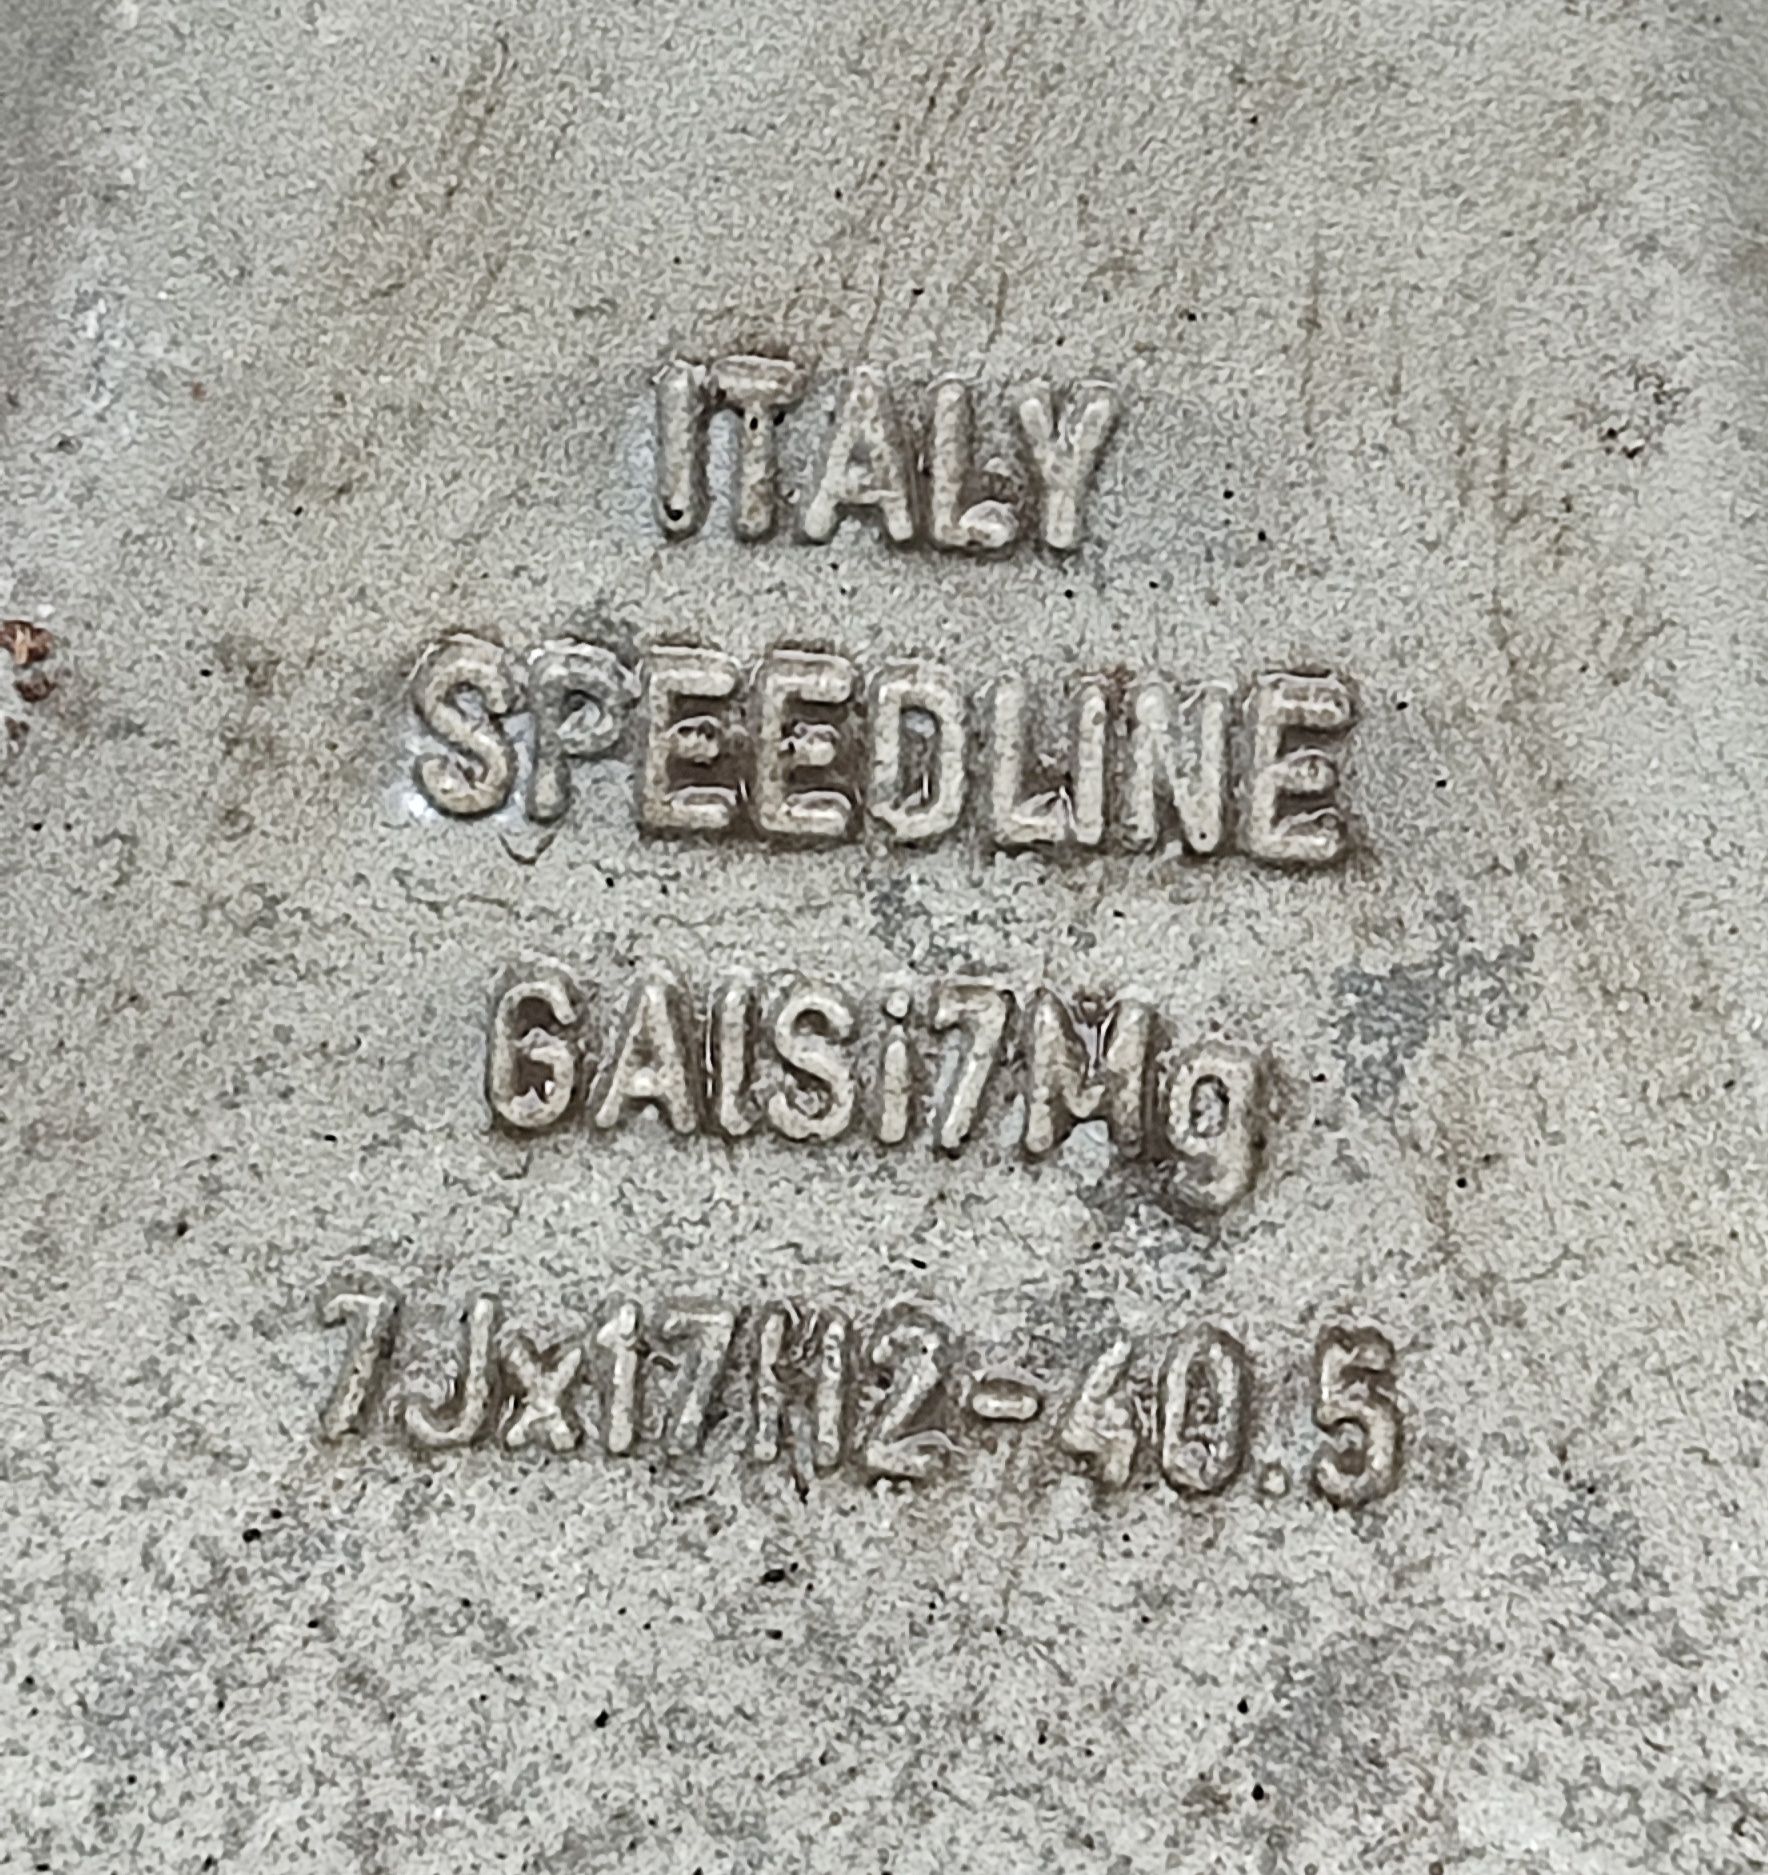 ITALY
SPEEDLINE
GAlSi7Mg
7Jx17H2-40.5